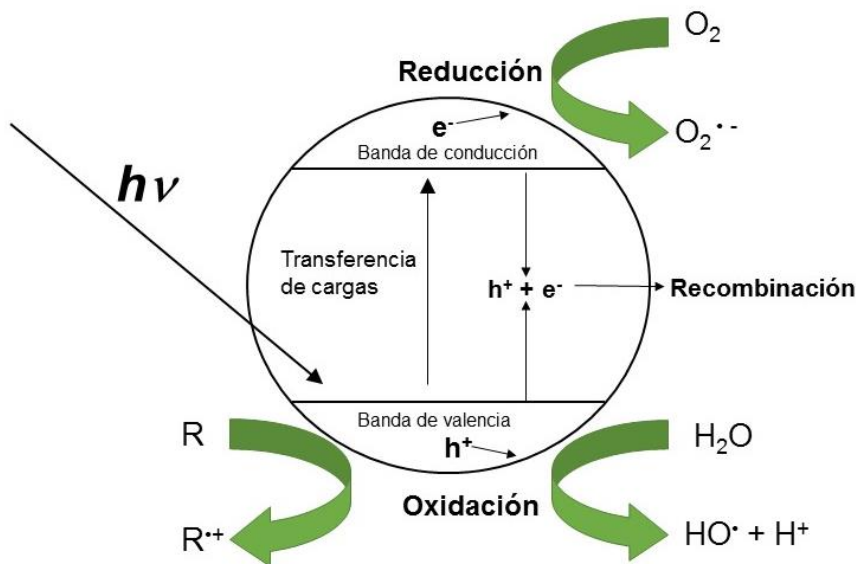 O₂
Reducción
e⁻
O₂•⁻
Banda de conducción
hν
Transferencia
de cargas
h⁺ + e⁻
Recombinación
Banda de valencia
R
h⁺
H₂O
Oxidación
R•⁺
HO• + H⁺